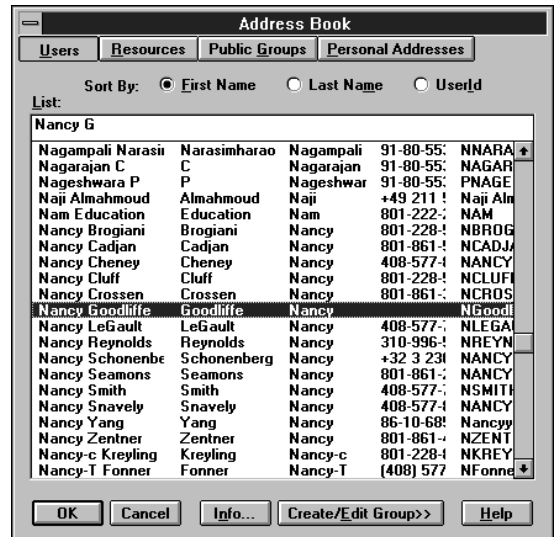 Address Book
Users Resources Public Groups Personal Addresses
Sort By: First Name Last Name UserId
List:
Nancy G
Nagampali Narasii Narasimharao Nagampali 91-80-55: NNARA
Nagarajan C C Nagarajan 91-80-55: NAGAR
Nageshwara P P Nageshwar 91-80-55: PNAGE
Naji Almahmoud Almahmoud Naji +49 211 Naji Aln
Nam Education Education Nam 801-222- NAM
Nancy Brogiani Brogiani Nancy 801-228- NBROG
Nancy Cadjan Cadjan Nancy 801-861- NCADJ
Nancy Cheney Cheney Nancy 408-577- NANCY
Nancy Cluff Cluff Nancy 801-228- NCLUF
Nancy Crossen Crossen Nancy 801-861- NCROS
Nancy Goodliffe Goodliffe Nancy NGoodl
Nancy LeGault LeGault Nancy 408-577- NLEGA
Nancy Reynolds Reynolds Nancy 310-996- NREYN
Nancy Schonenbe Schonenberg Nancy +32 3 23 NANCY
Nancy Seamons Seamons Nancy 801-861- NANCY
Nancy Smith Smith Nancy 408-577- NSMITH
Nancy Snavely Snavely Nancy 408-577- NANCY
Nancy Yang Yang Nancy 86-10-68 Nancyy
Nancy Zentner Zentner Nancy 801-861- NZENT
Nancy-c Kreyling Kreyling Nancy-c 801-228- NKREY
Nancy-T Fonner Fonner Nancy-T (408) 577 NFonne
OK Cancel Info... Create/Edit Group>> Help